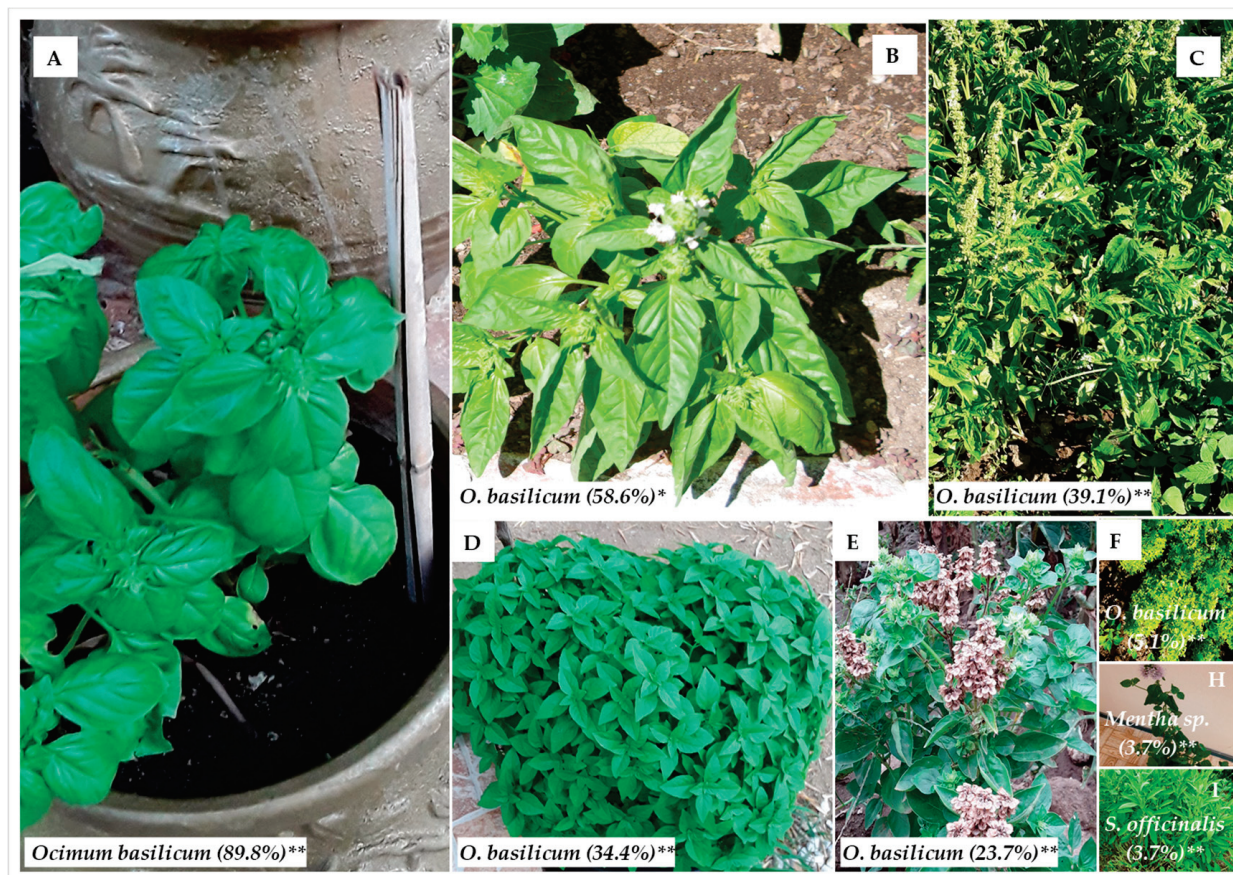 A
Ocimum basilicum (89.8%)**
B
O. basilicum (58.6%)*
C
O. basilicum (39.1%)**
D
O. basilicum (34.4%)**
E
O. basilicum (23.7%)**
F
O. basilicum
(5.1%)**
H
Mentha sp.
(3.7%)**
I
S. officinalis
(3.7%)**